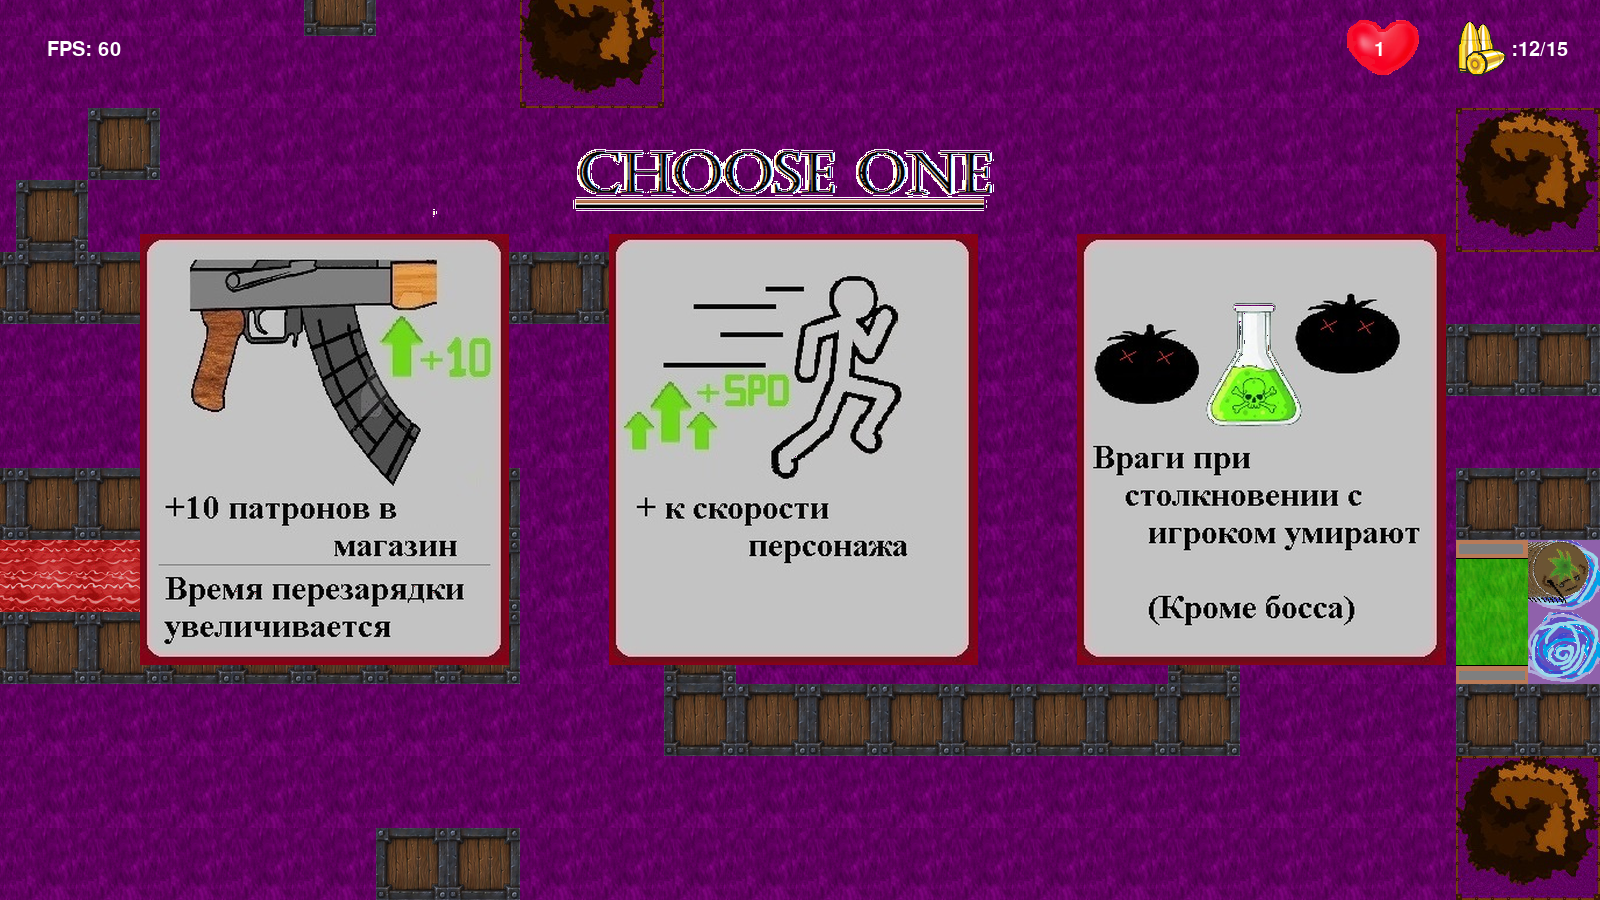 FPS: 60
1
:12/15
CHOOSE ONE
+10
+10 патронов в
магазин
Время перезарядки
увеличивается
+SPD
+ к скорости
персонажа
Враги при
столкновении с
игроком умирают
(Кроме босса)